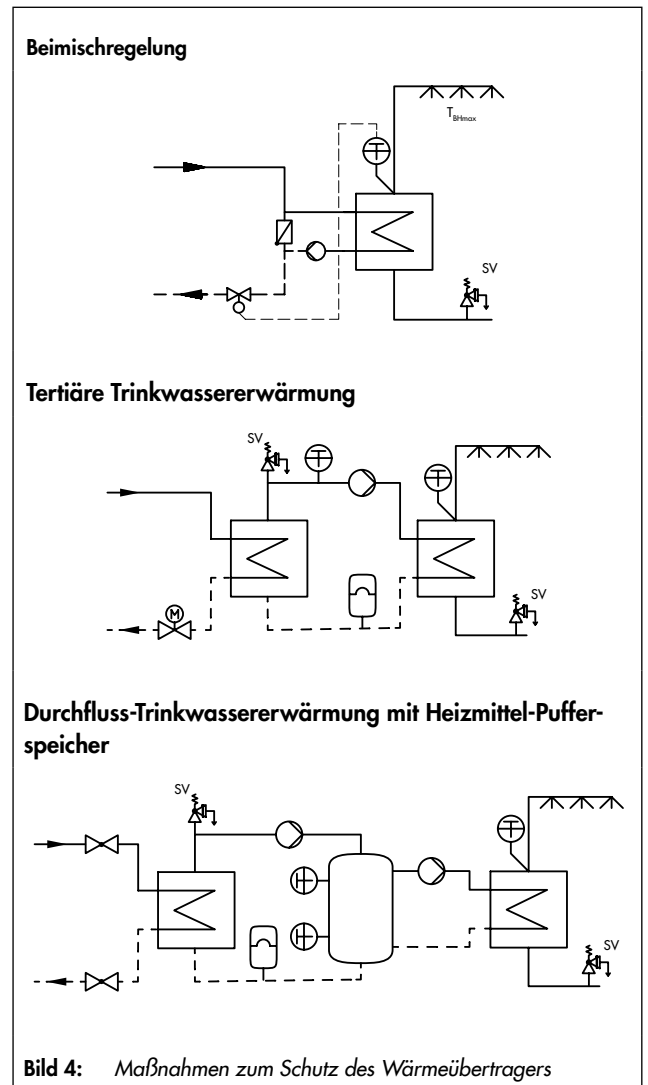 Beimischregelung
T_BHmax
SV
Tertiäre Trinkwassererwärmung
SV
SV
M
Durchfluss-Trinkwassererwärmung mit Heizmittel-Puffer-
speicher
SV
SV
Bild 4: Maßnahmen zum Schutz des Wärmeübertragers